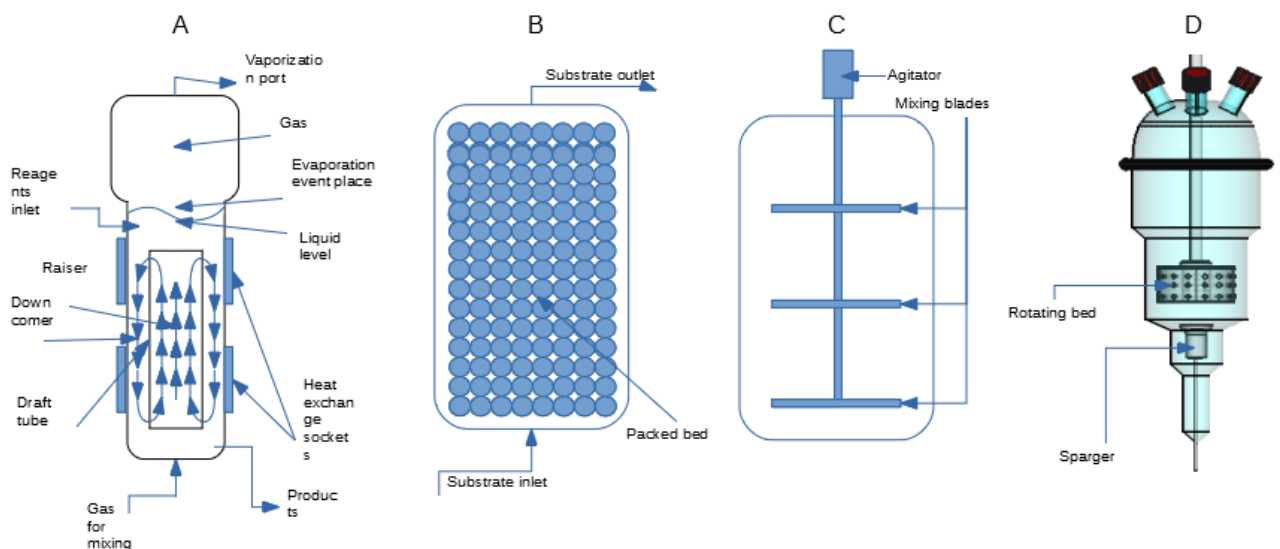 A
B
C
D
Vaporizatio
n port
Gas
Evaporation
event place
Reage
nts
inlet
Liquid
level
Raiser
Down
comer
Draft
tube
Heat
exchan
ge
socket
s
Gas
for
mixing
Produc
ts
Substrate outlet
Packed bed
Substrate inlet
Agitator
Mixing blades
Rotating bed
Sparger